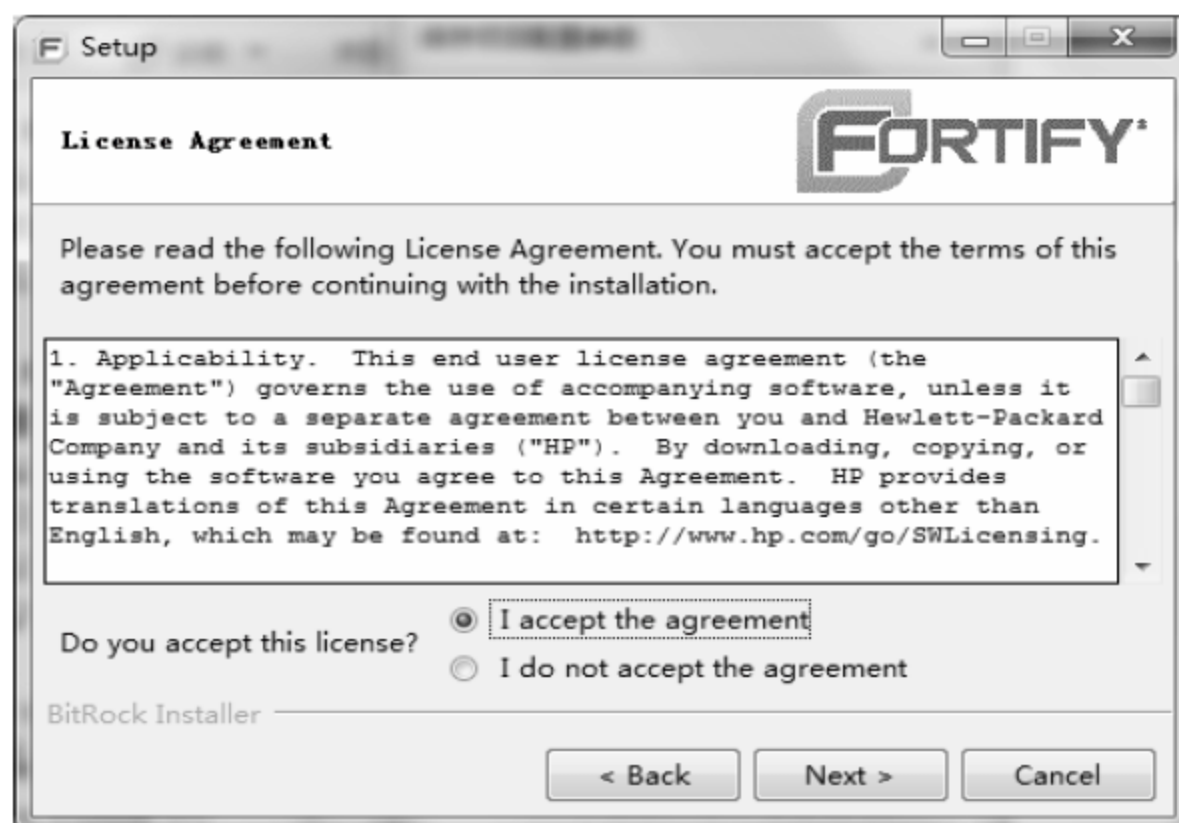 Setup
License Agreement
FORTIFY
Please read the following License Agreement. You must accept the terms of this
agreement before continuing with the installation.
1. Applicability.  This end user license agreement (the
"Agreement") governs the use of accompanying software, unless it
is subject to a separate agreement between you and Hewlett-Packard
Company and its subsidiaries ("HP").  By downloading, copying, or
using the software you agree to this Agreement.  HP provides
translations of this Agreement in certain languages other than
English, which may be found at:  http://www.hp.com/go/SWLicensing.
Do you accept this license?
I accept the agreement
I do not accept the agreement
BitRock Installer
< Back Next > Cancel